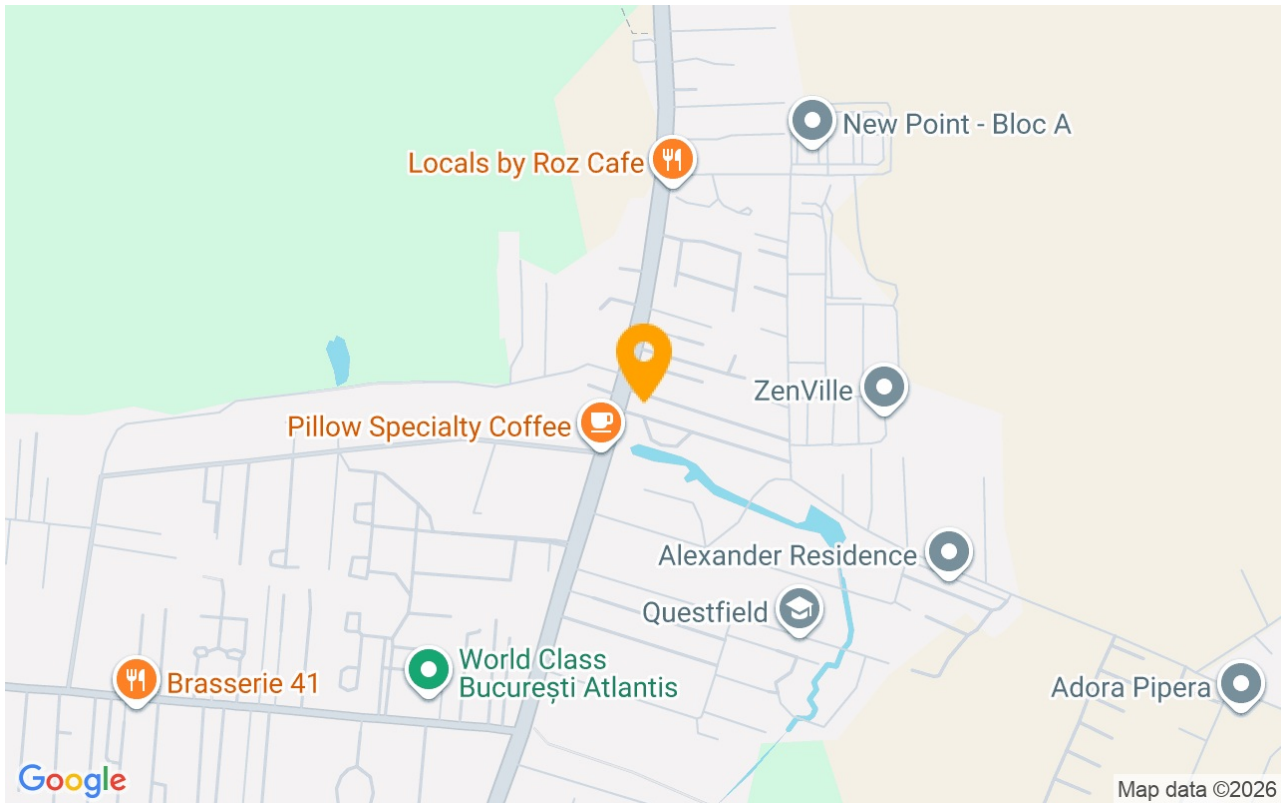 New Point - Bloc A
Locals by Roz Cafe
ZenVille
Pillow Specialty Coffee
Alexander Residence
Questfield
World Class
București Atlantis
Brasserie 41
Adora Pipera
Google
Map data ©2026